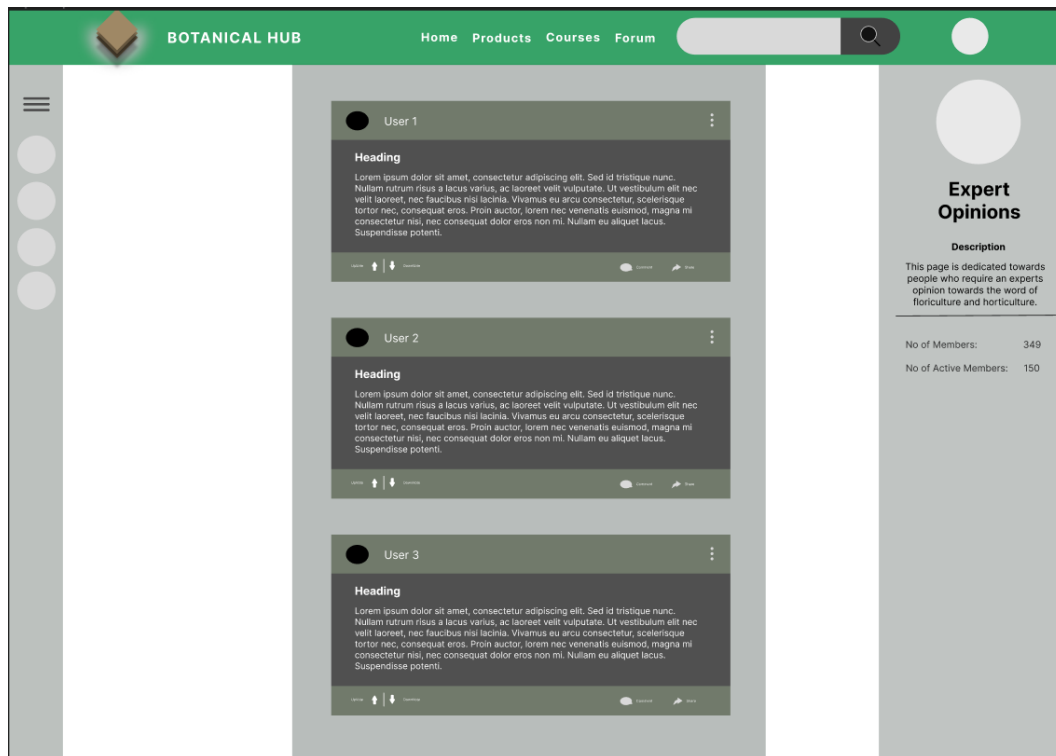 BOTANICAL HUB
Home Products Courses Forum
User 1
Heading
Lorem ipsum dolor sit amet, consectetur adipiscing elit. Sed id tristique nunc.
Nullam rutrum risus a lacus varius, ac laoreet velit vulputate. Ut vestibulum elit nec
velit laoreet, nec faucibus nisi lacinia. Vivamus eu arcu consectetur, scelerisque
tortor nec, consequat eros. Proin auctor, lorem nec venenatis euismod, magna mi
consectetur nisi, nec consequat dolor eros non mi. Nullam eu aliquet lacus.
Suspendisse potenti.
Comment Share
User 2
Heading
Lorem ipsum dolor sit amet, consectetur adipiscing elit. Sed id tristique nunc.
Nullam rutrum risus a lacus varius, ac laoreet velit vulputate. Ut vestibulum elit nec
velit laoreet, nec faucibus nisi lacinia. Vivamus eu arcu consectetur, scelerisque
tortor nec, consequat eros. Proin auctor, lorem nec venenatis euismod, magna mi
consectetur nisi, nec consequat dolor eros non mi. Nullam eu aliquet lacus.
Suspendisse potenti.
Comment Share
User 3
Heading
Lorem ipsum dolor sit amet, consectetur adipiscing elit. Sed id tristique nunc.
Nullam rutrum risus a lacus varius, ac laoreet velit vulputate. Ut vestibulum elit nec
velit laoreet, nec faucibus nisi lacinia. Vivamus eu arcu consectetur, scelerisque
tortor nec, consequat eros. Proin auctor, lorem nec venenatis euismod, magna mi
consectetur nisi, nec consequat dolor eros non mi. Nullam eu aliquet lacus.
Suspendisse potenti.
Comment Share
Expert
Opinions
Description
This page is dedicated towards
people who require an experts
opinion towards the word of
floriculture and horticulture.
No of Members: 349
No of Active Members: 150